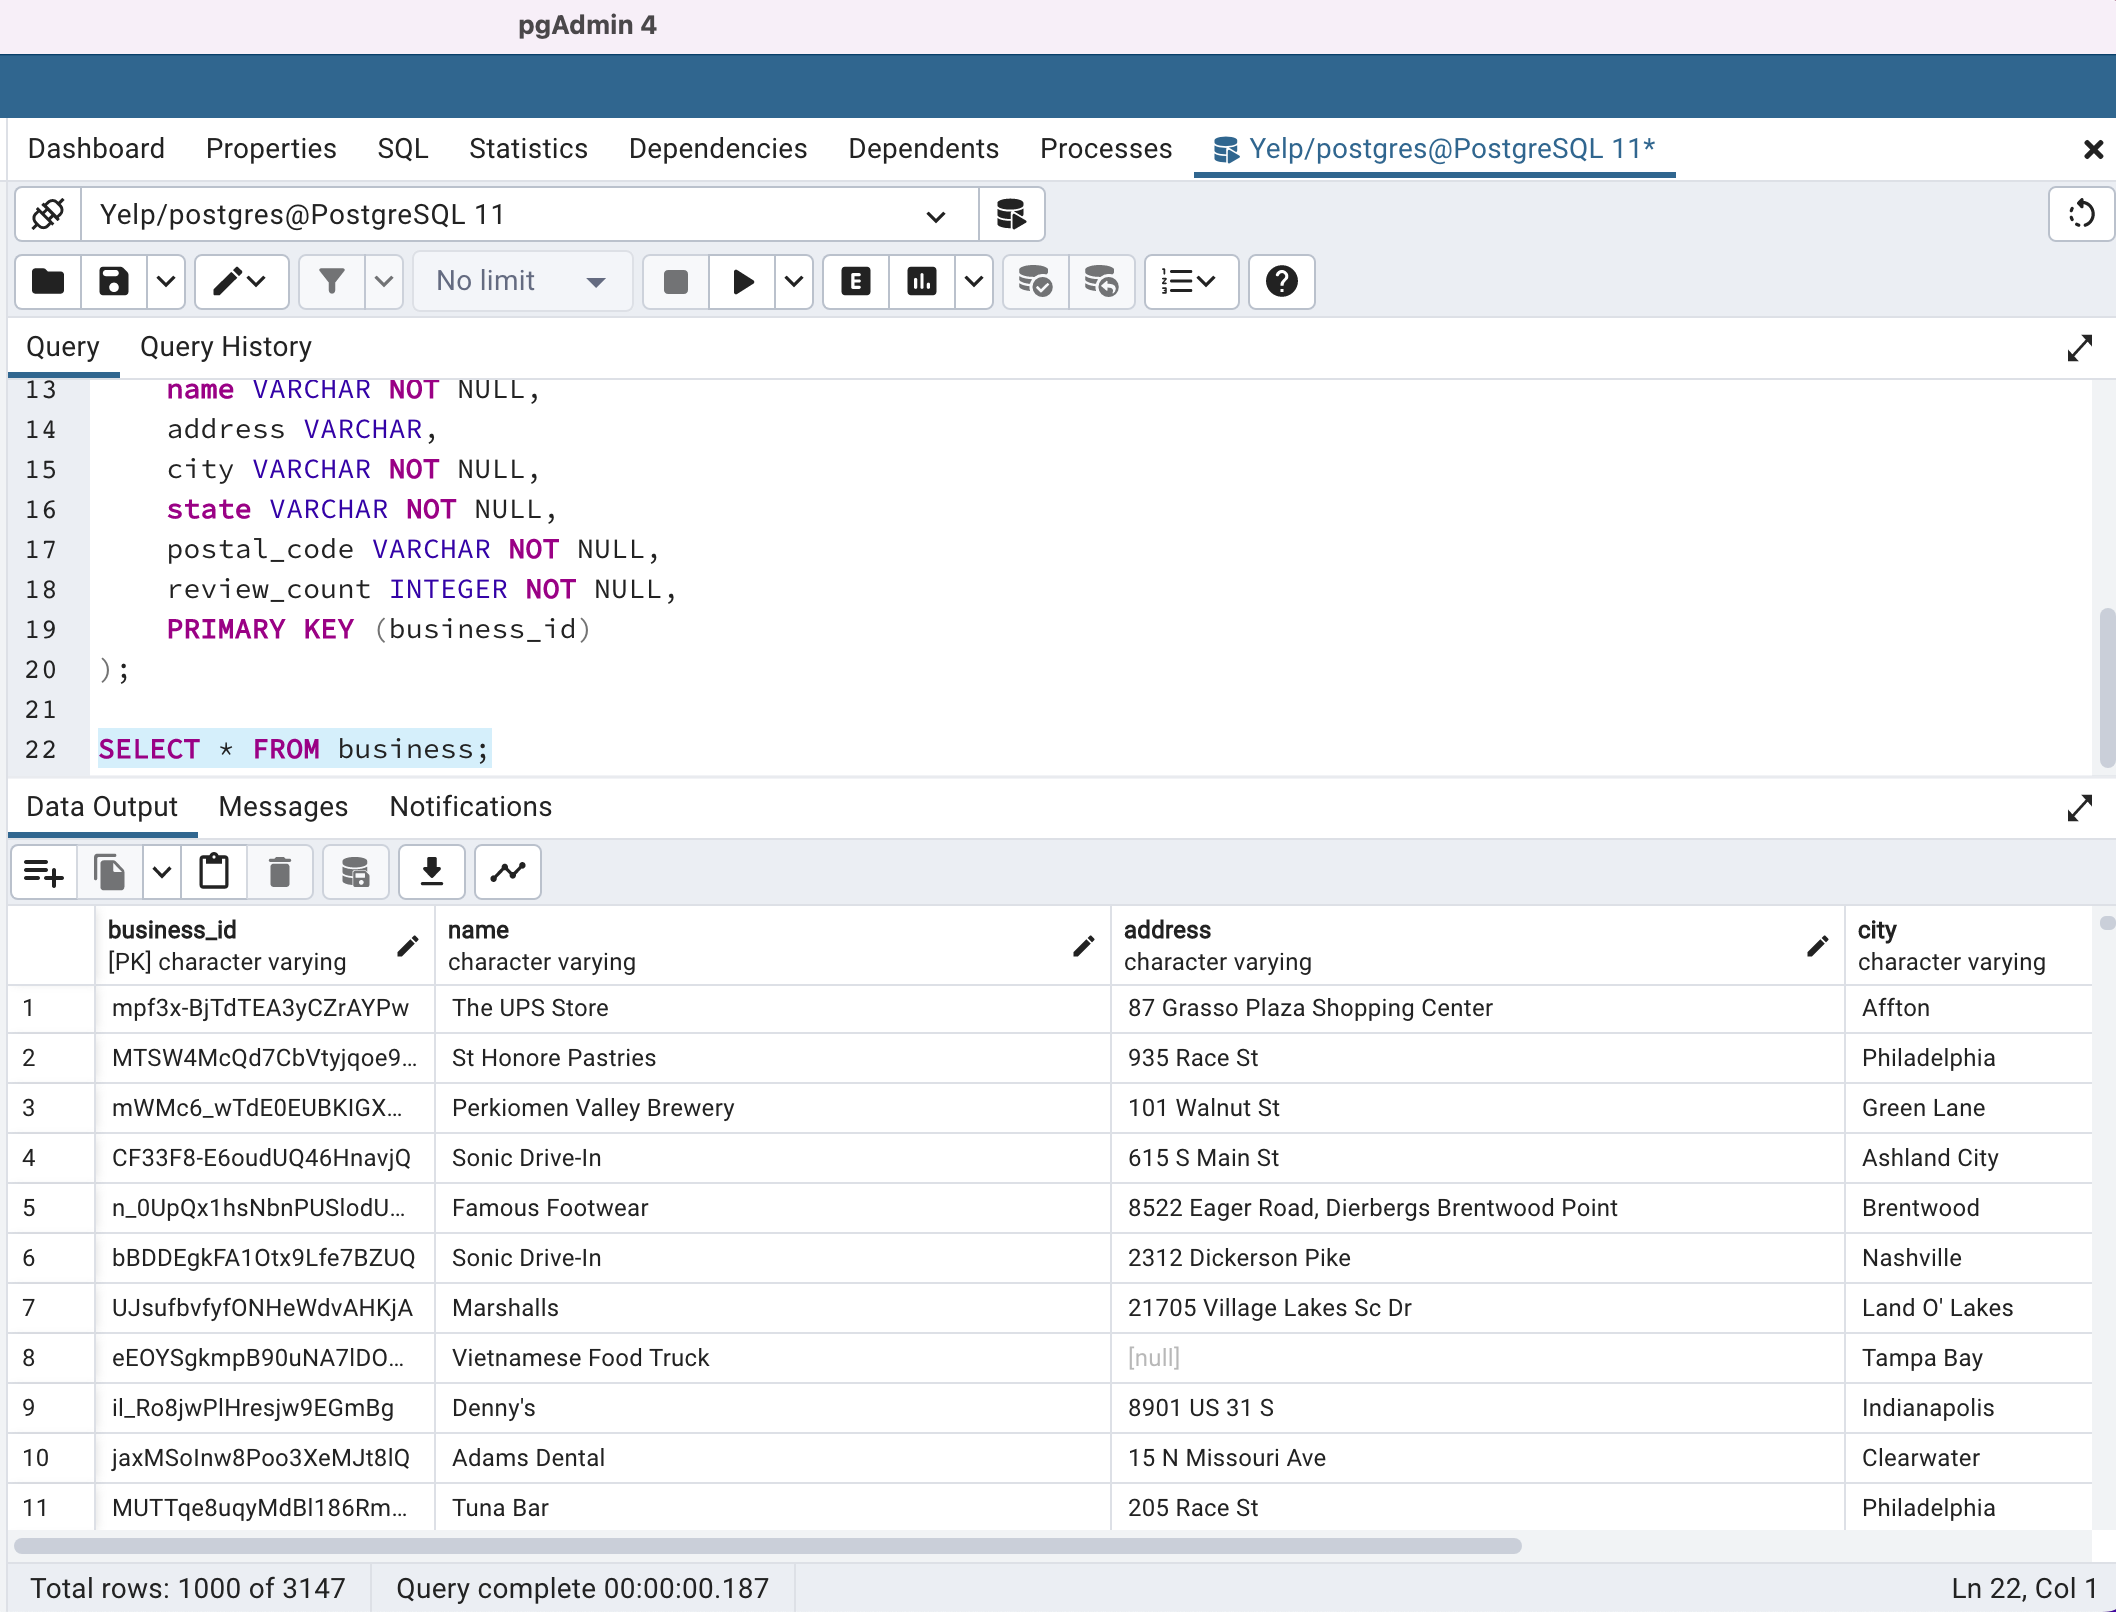 pgAdmin 4
Dashboard Properties SQL Statistics Dependencies Dependents Processes Yelp/postgres@PostgreSQL 11*
Yelp/postgres@PostgreSQL 11
No limit
Query Query History
13 name VARCHAR NOT NULL,
14 address VARCHAR,
15 city VARCHAR NOT NULL,
16 state VARCHAR NOT NULL,
17 postal_code VARCHAR NOT NULL,
18 review_count INTEGER NOT NULL,
19 PRIMARY KEY (business_id)
20 );
21
22 SELECT * FROM business;
Data Output Messages Notifications
business_id name address city
[PK] character varying character varying character varying character varying
1 mpf3x-BjTdTEA3yCZrAYPw The UPS Store 87 Grasso Plaza Shopping Center Affton
2 MTSW4McQd7CbVtyjqoe9... St Honore Pastries 935 Race St Philadelphia
3 mWMc6_wTdE0EUBKIGX... Perkiomen Valley Brewery 101 Walnut St Green Lane
4 CF33F8-E6oudUQ46HnavjQ Sonic Drive-In 615 S Main St Ashland City
5 n_0UpQx1hsNbnPUSlodU... Famous Footwear 8522 Eager Road, Dierbergs Brentwood Point Brentwood
6 bBDDEgkFA1Otx9Lfe7BZUQ Sonic Drive-In 2312 Dickerson Pike Nashville
7 UJsufbvfyfONHeWdvAHKjA Marshalls 21705 Village Lakes Sc Dr Land O' Lakes
8 eEOYSgkmpB90uNA7lDO... Vietnamese Food Truck [null] Tampa Bay
9 il_Ro8jwPlHresjw9EGmBg Denny's 8901 US 31 S Indianapolis
10 jaxMSoInw8Poo3XeMJt8lQ Adams Dental 15 N Missouri Ave Clearwater
11 MUTTqe8uqyMdBl186Rm... Tuna Bar 205 Race St Philadelphia
Total rows: 1000 of 3147 Query complete 00:00:00.187 Ln 22, Col 1